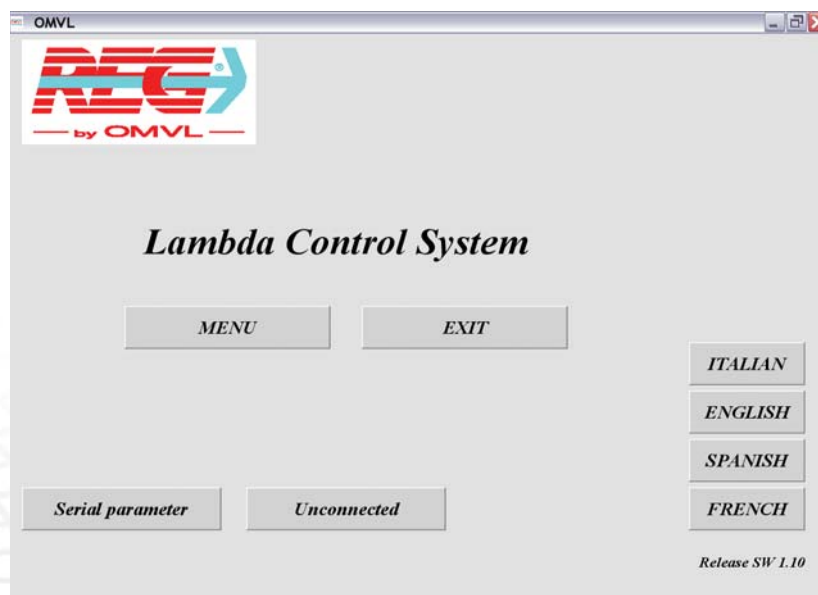 OMVL
REG®
by OMVL
Lambda Control System
MENU
EXIT
ITALIAN
ENGLISH
SPANISH
FRENCH
Serial parameter
Unconnected
Release SW 1.10